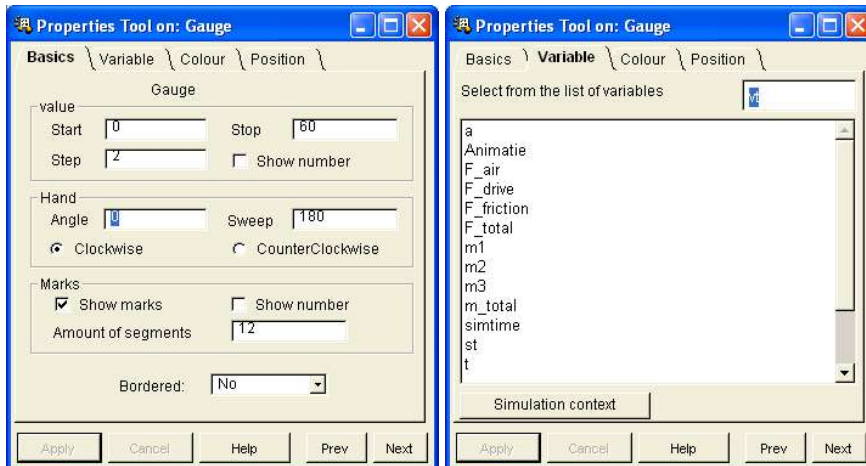 Properties Tool on: Gauge
Basics Variable Colour Position
Gauge
value
Start 0 Stop 60
Step 2 Show number
Hand
Angle 0 Sweep 180
Clockwise CounterClockwise
Marks
Show marks Show number
Amount of segments 12
Bordered: No
Apply Cancel Help Prev Next
Properties Tool on: Gauge
Basics Variable Colour Position
Select from the list of variables vt
a
Animatie
F_air
F_drive
F_friction
F_total
m1
m2
m3
m_total
simtime
st
t
Simulation context
Apply Cancel Help Prev Next